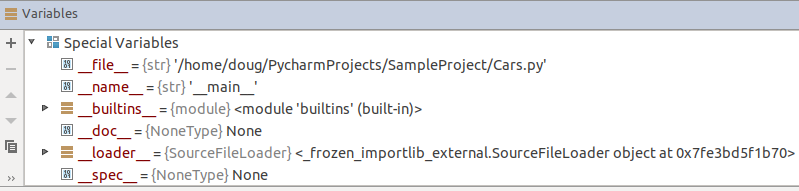 Variables
Special Variables
__file__ = {str} '/home/doug/PycharmProjects/SampleProject/Cars.py'
__name__ = {str} '__main__'
__builtins__ = {module} <module 'builtins' (built-in)>
__doc__ = {NoneType} None
__loader__ = {SourceFileLoader} <_frozen_importlib_external.SourceFileLoader object at 0x7fe3bd5f1b70>
__spec__ = {NoneType} None